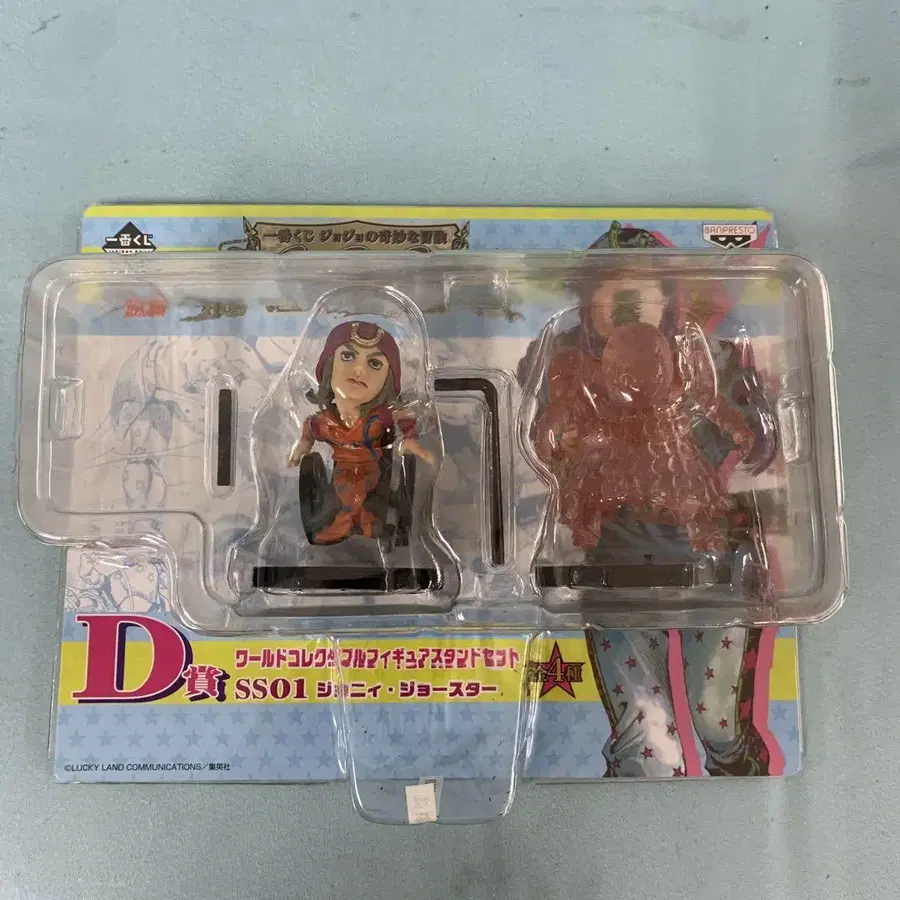 一番くじ
一番くじ ジョジョの奇妙な冒険
BANPRESTO
D賞
ワールドコレクタブルフィギュアスタンドセット
SS01 ジョニィ・ジョースター
全4種
©LUCKY LAND COMMUNICATIONS／集英社